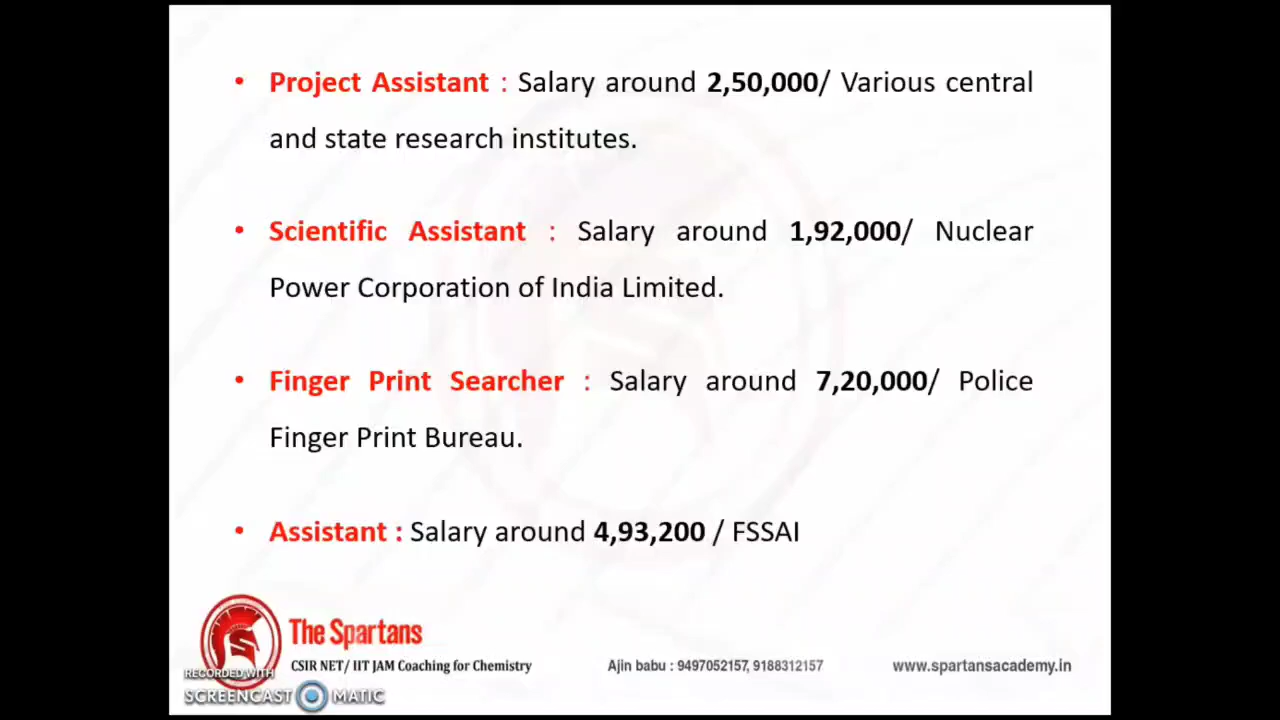 • Project Assistant : Salary around 2,50,000/ Various central
and state research institutes.
• Scientific Assistant : Salary around 1,92,000/ Nuclear
Power Corporation of India Limited.
• Finger Print Searcher : Salary around 7,20,000/ Police
Finger Print Bureau.
• Assistant : Salary around 4,93,200 / FSSAI
The Spartans
CSIR NET/ IIT JAM Coaching for Chemistry
Ajin babu : 9497052157, 9188312157
www.spartansacademy.in
RECORDED WITH
SCREENCAST MATIC